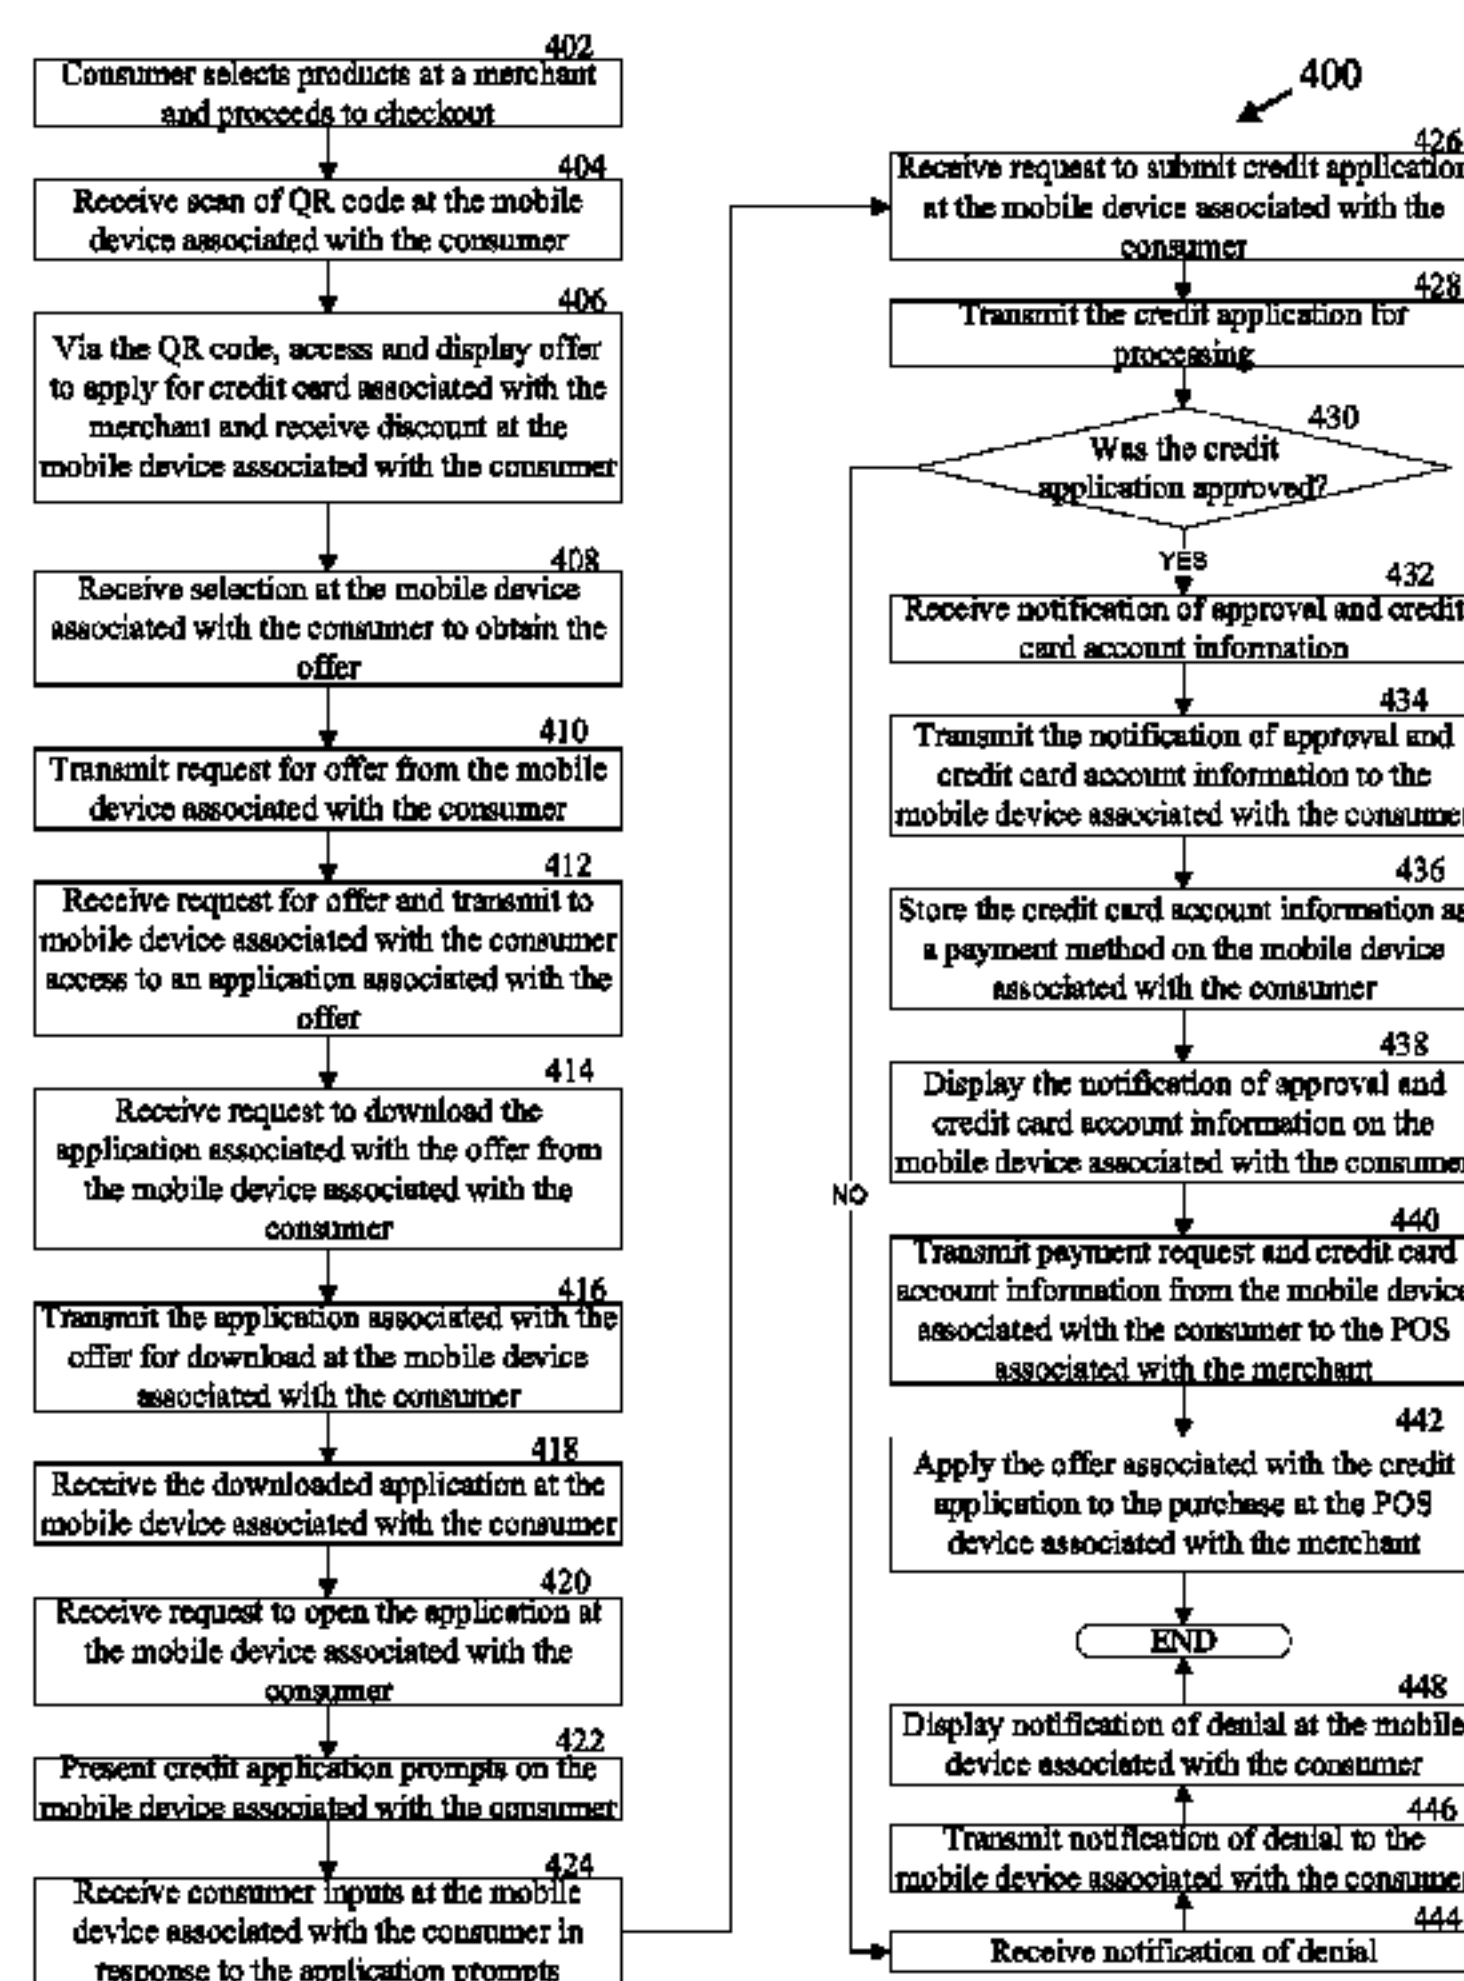 402
Consumer selects products at a merchant
and proceeds to checkout
404
Receive scan of QR code at the mobile
device associated with the consumer
406
Via the QR code, access and display offer
to apply for credit card associated with the
merchant and receive discount at the
mobile device associated with the consumer
408
Receive selection at the mobile device
associated with the consumer to obtain the
offer
410
Transmit request for offer from the mobile
device associated with the consumer
412
Receive request for offer and transmit to
mobile device associated with the consumer
access to an application associated with the
offer
414
Receive request to download the
application associated with the offer from
the mobile device associated with the
consumer
416
Transmit the application associated with the
offer for download at the mobile device
associated with the consumer
418
Receive the downloaded application at the
mobile device associated with the consumer
420
Receive request to open the application at
the mobile device associated with the
consumer
422
Present credit application prompts on the
mobile device associated with the consumer
424
Receive consumer inputs at the mobile
device associated with the consumer in
response to the application prompts
400
426
Receive request to submit credit application
at the mobile device associated with the
consumer
428
Transmit the credit application for
processing
430
Was the credit
application approved?
YES
432
Receive notification of approval and credit
card account information
434
Transmit the notification of approval and
credit card account information to the
mobile device associated with the consumer
436
Store the credit card account information as
a payment method on the mobile device
associated with the consumer
438
Display the notification of approval and
credit card account information on the
mobile device associated with the consumer
NO
440
Transmit payment request and credit card
account information from the mobile device
associated with the consumer to the POS
associated with the merchant
442
Apply the offer associated with the credit
application to the purchase at the POS
device associated with the merchant
END
448
Display notification of denial at the mobile
device associated with the consumer
446
Transmit notification of denial to the
mobile device associated with the consumer
444
Receive notification of denial